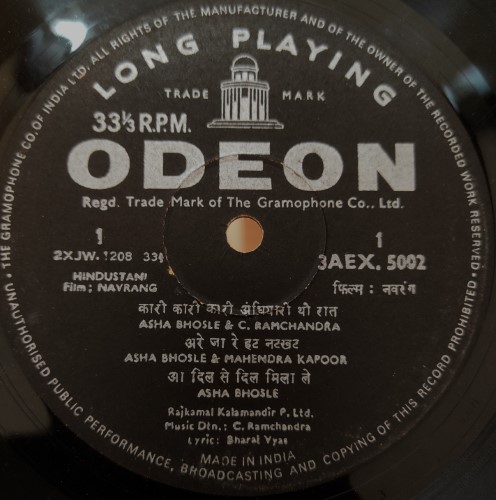 THE GRAMOPHONE CO. OF INDIA LTD. ALL RIGHTS OF THE MANUFACTURER AND OF THE OWNER OF THE RECORDED WORK RESERVED
UNAUTHORISED PUBLIC PERFORMANCE, BROADCASTING AND COPYING OF THIS RECORD PROHIBITED
LONG PLAYING
TRADE MARK
33⅓ R.P.M.
ODEON
Regd. Trade Mark of The Gramophone Co., Ltd.
1 1
2XJW. 1208 33⅓ 3AEX. 5002
HINDUSTANI
Film; NAVRANG फ़िल्म : नवरंग
कारी कारी कारी अंधियारी थी रात
ASHA BHOSLE & C. RAMCHANDRA
अरे जा रे हट नटखट
ASHA BHOSLE & MAHENDRA KAPOOR
आ दिल से दिल मिला ले
ASHA BHOSLE
Rajkamal Kalamandir P. Ltd.
Music Dtn.; C. Ramchandra
Lyric: Bharat Vyas
MADE IN INDIA